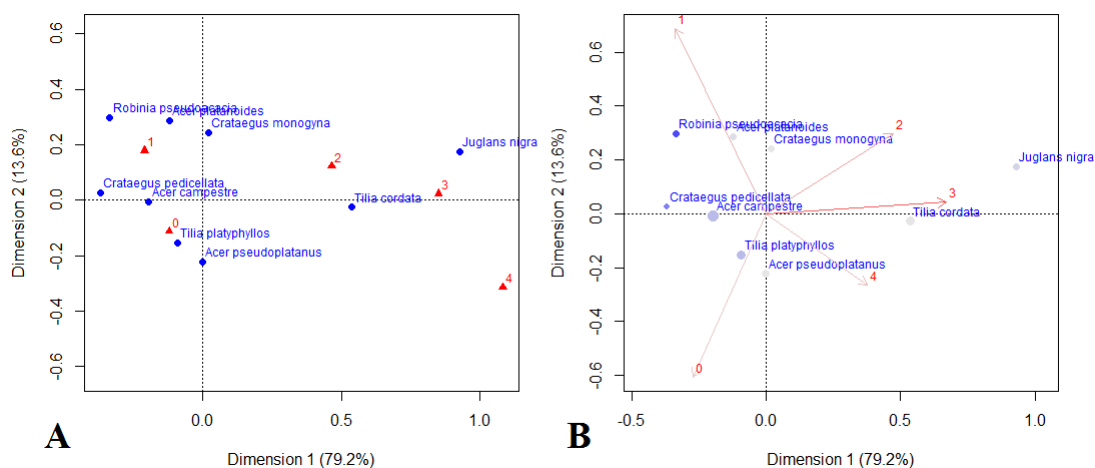 0.6
0.4
0.2
0.0
-0.2
-0.4
-0.6
Dimension 2 (13.6%)
Robinia pseudoacacia
Acer platanoides
Crataegus monogyna
1
2
Juglans nigra
Crataegus pedicellata
3
Acer campestre
Tilia cordata
0
Tilia platyphyllos
Acer pseudoplatanus
4
0.0
0.5
1.0
A
Dimension 1 (79.2%)
0.6
0.4
0.2
0.0
-0.2
-0.4
-0.6
Dimension 2 (13.6%)
1
Robinia pseudoacacia
Acer platanoides
2
Crataegus monogyna
Juglans nigra
Crataegus pedicellata
3
Acer campestre
Tilia cordata
Tilia platyphyllos
Acer pseudoplatanus
4
0
-0.5
0.0
0.5
1.0
B
Dimension 1 (79.2%)